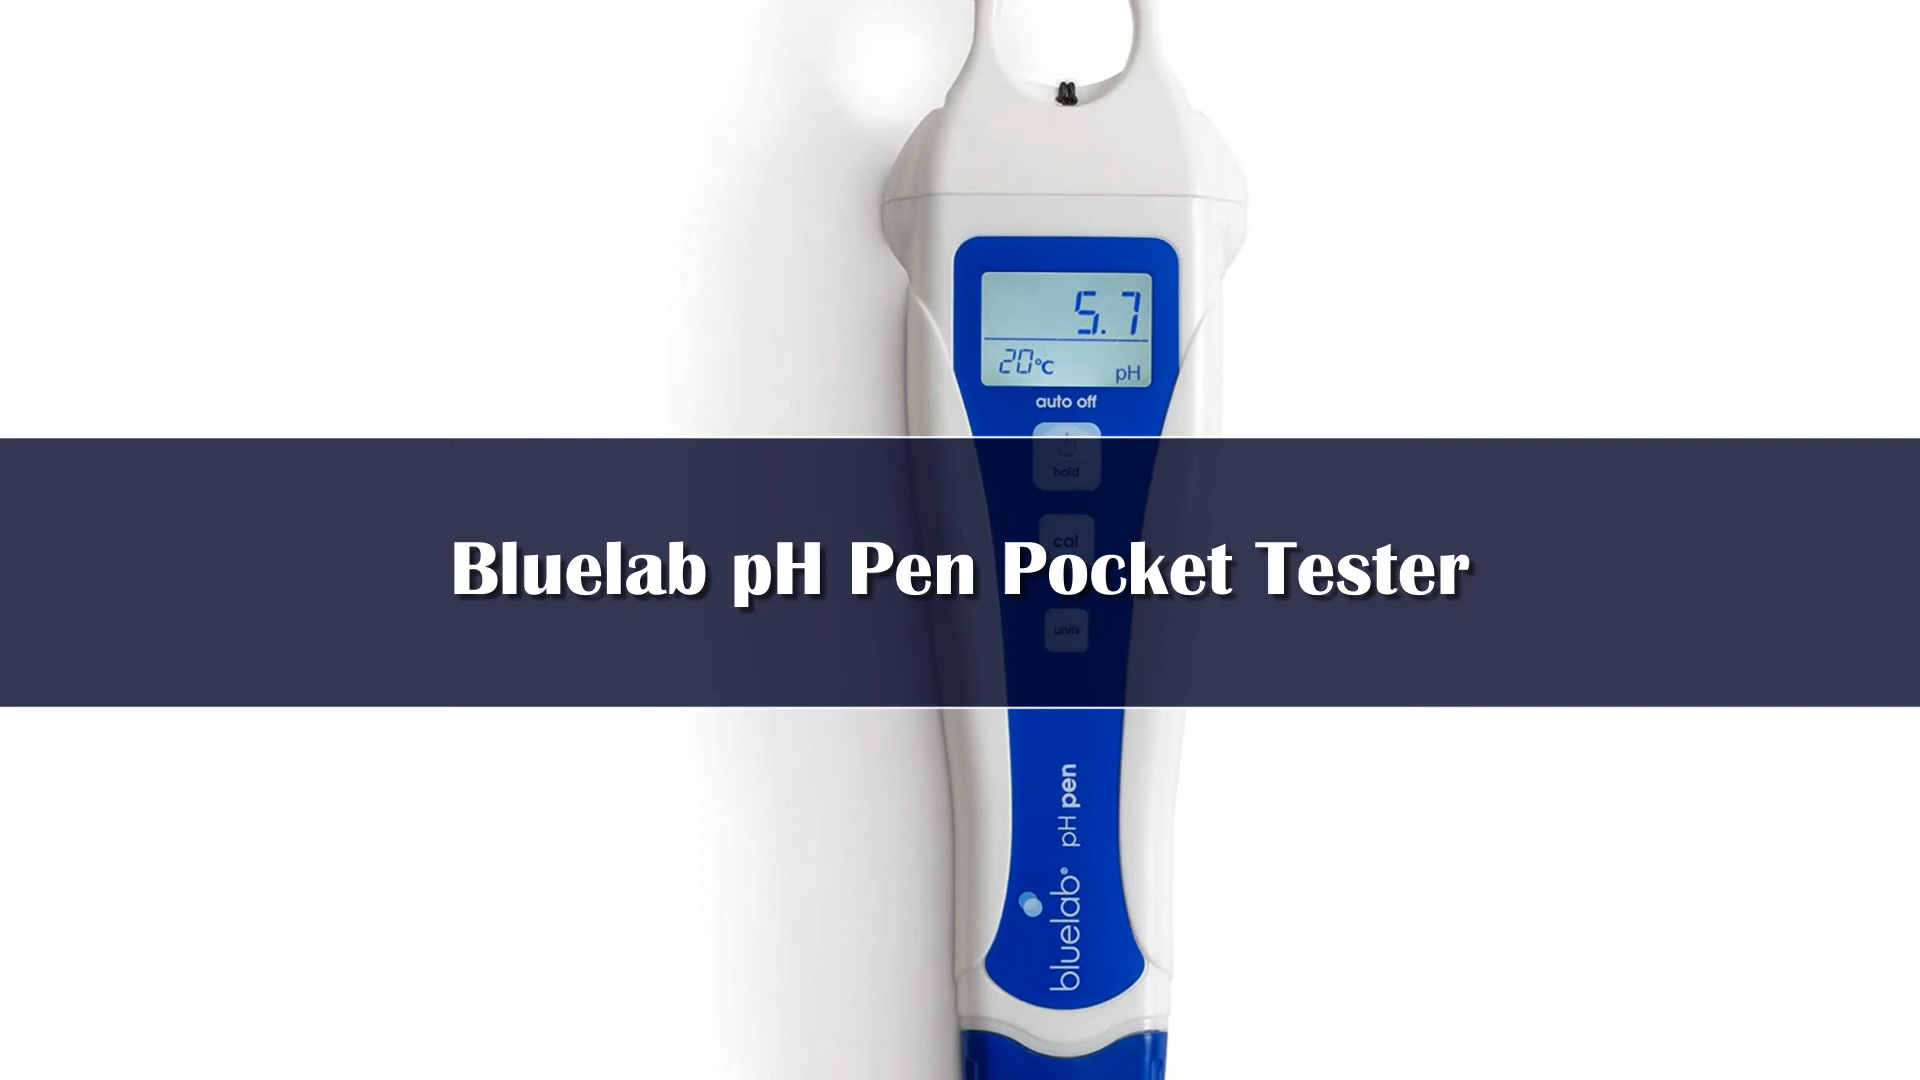 5.7
20°C pH
auto off
hold
cal
Bluelab pH Pen Pocket Tester
units
bluelab® pH pen